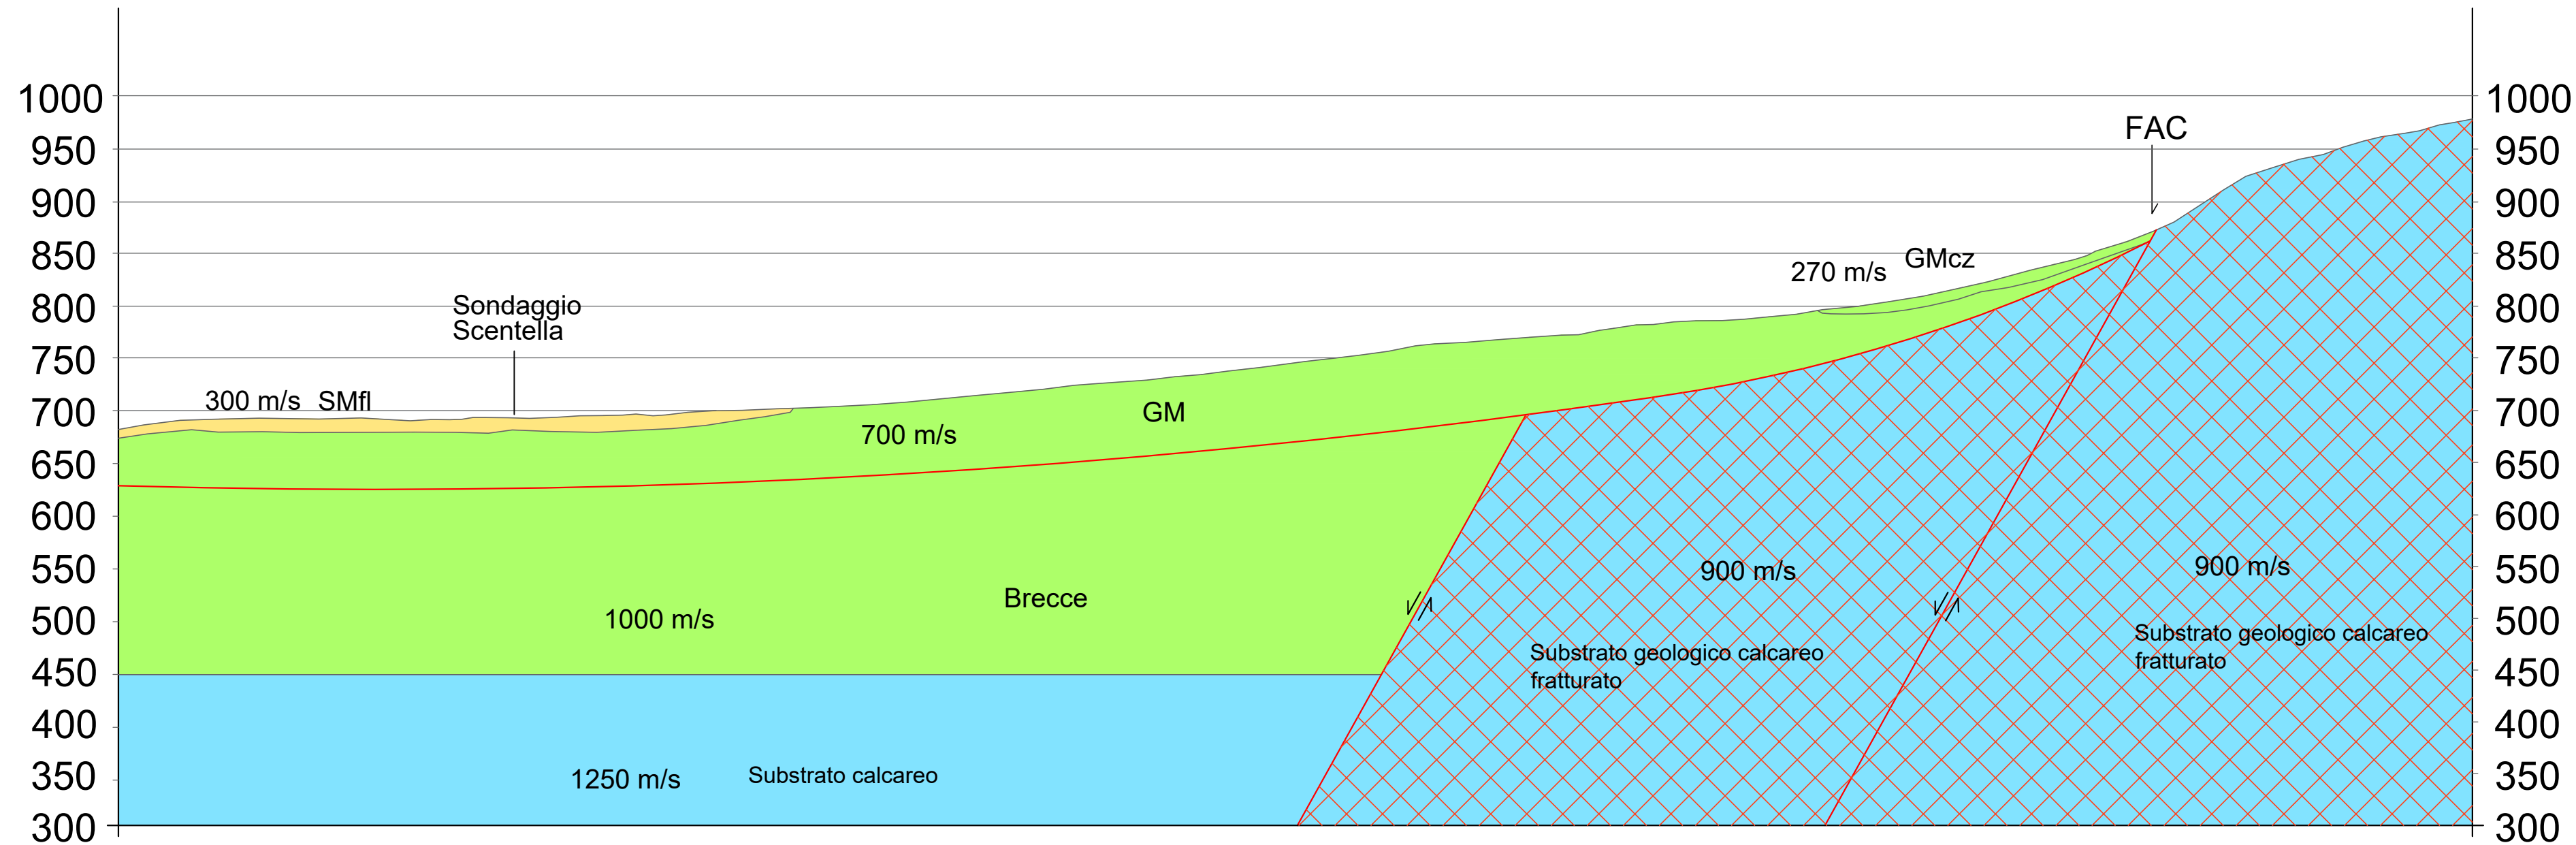 1000
950
900
850
800
750
700
650
600
550
500
450
400
350
300
FAC
270 m/s GMcz
Sondaggio
Scentella
300 m/s SMfl
GM
700 m/s
Brecce
1000 m/s
900 m/s
900 m/s
Substrato geologico calcareo
fratturato
Substrato geologico calcareo
fratturato
1250 m/s Substrato calcareo
1000
950
900
850
800
750
700
650
600
550
500
450
400
350
300